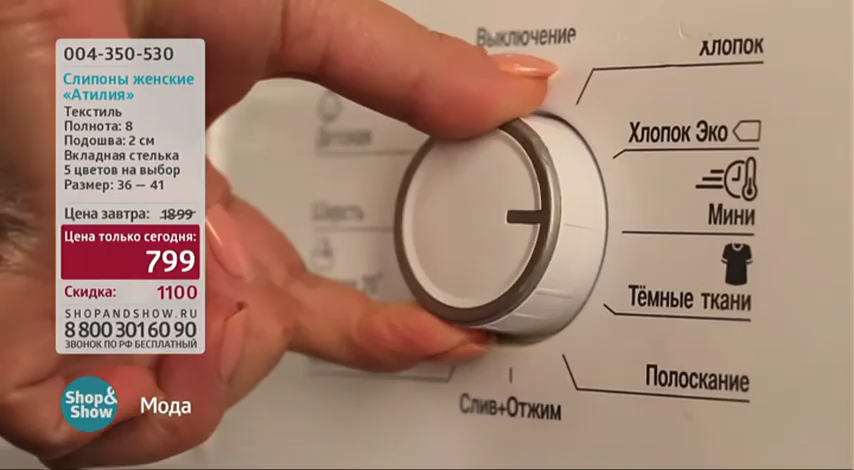 004-350-530
Слипоны женские
«Атилия»
Текстиль
Полнота: 8
Подошва: 2 см
Вкладная стелька
5 цветов на выбор
Размер: 36 — 41
Цена завтра: 1899
Цена только сегодня:
799
Скидка: 1100
SHOPANDSHOW.RU
8 800 301 60 90
ЗВОНОК ПО РФ БЕСПЛАТНЫЙ
Shop&
Show
Мода
Выключение
Хлопок
Хлопок Эко
Мини
Тёмные ткани
Полоскание
Слив+Отжим
Шерсть